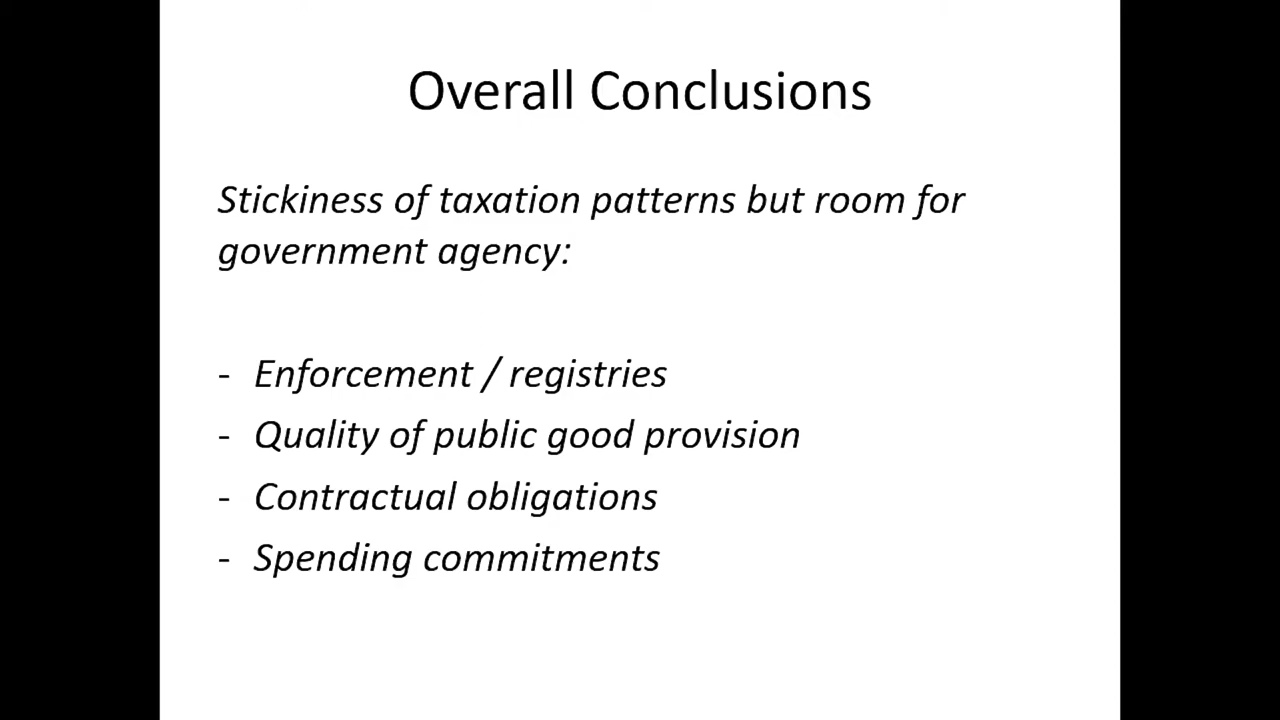 Overall Conclusions
Stickiness of taxation patterns but room for
government agency:
- Enforcement / registries
- Quality of public good provision
- Contractual obligations
- Spending commitments